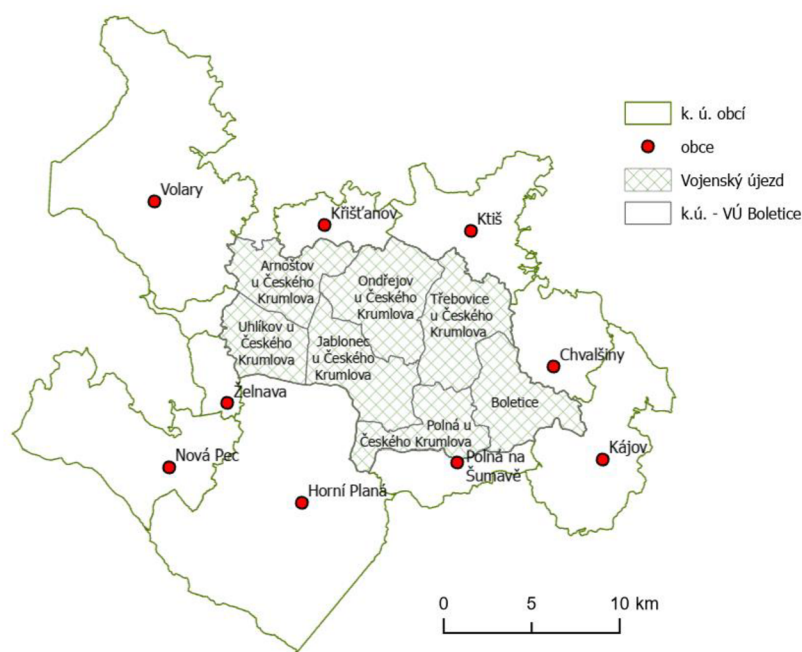 k. ú. obcí
obce
Vojenský újezd
k.ú. - VÚ Boletice
Volary
Křišťanov
Ktiš
Arnoštov
u Českého
Krumlova
Ondřejov
u Českého
Krumlova
Třebovice
u Českého
Krumlova
Uhlíkov u
Českého
Krumlova
Jablonec
u Českého
Krumlova
Chvalšiny
Želnava
Boletice
Polná u
Českého Krumlova
Nová Pec
Polná na
Šumavě
Kájov
Horní Planá
0 5 10 km